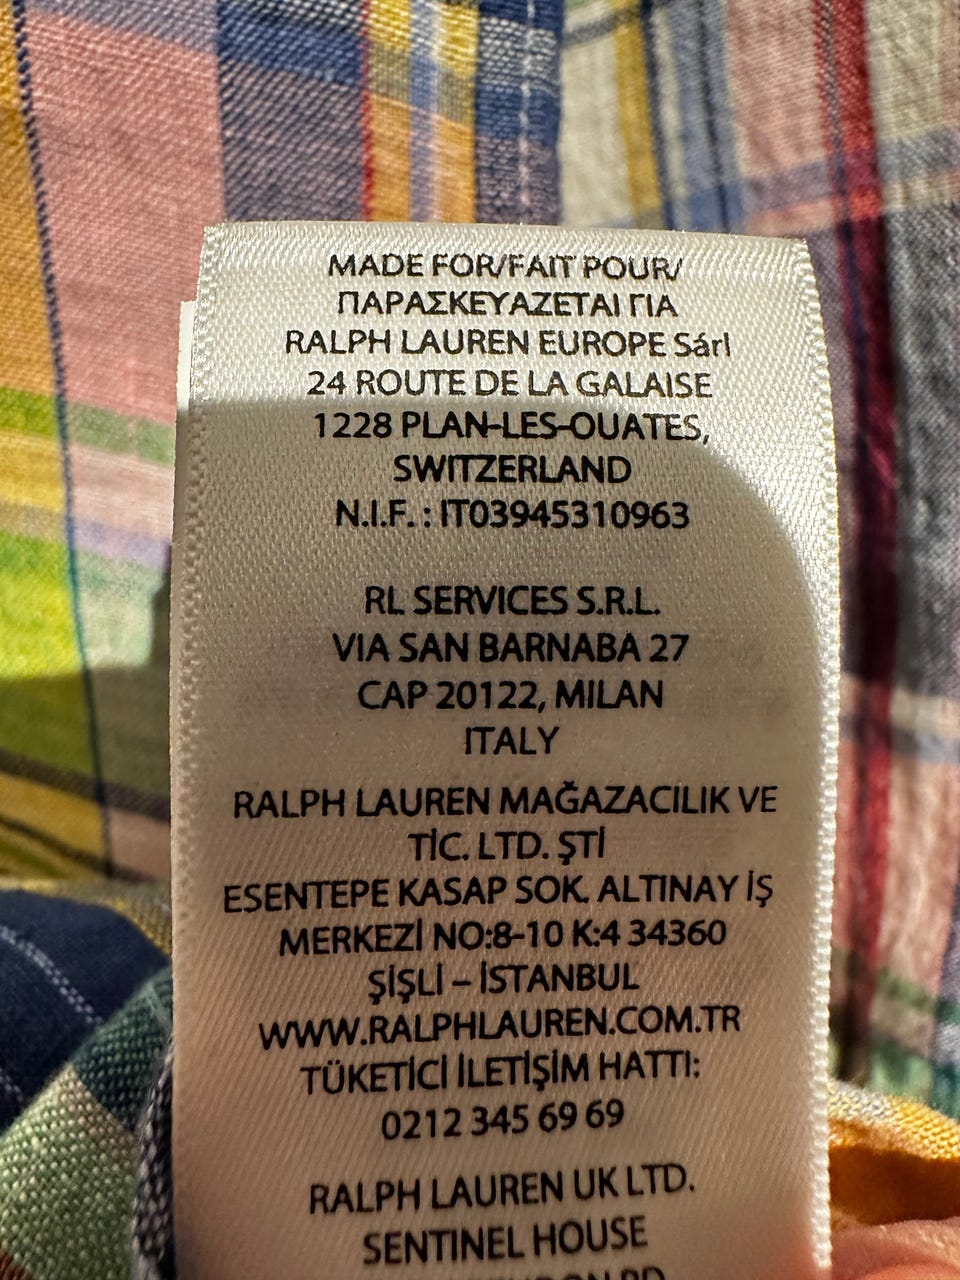 MADE FOR/FAIT POUR/
ΠΑΡΑΣΚΕΥΑΖΕΤΑΙ ΓΙΑ
RALPH LAUREN EUROPE Sárl
24 ROUTE DE LA GALAISE
1228 PLAN-LES-OUATES,
SWITZERLAND
N.I.F. : IT03945310963
RL SERVICES S.R.L.
VIA SAN BARNABA 27
CAP 20122, MILAN
ITALY
RALPH LAUREN MAĞAZACILIK VE
TİC. LTD. ŞTİ
ESENTEPE KASAP SOK. ALTINAY İŞ
MERKEZİ NO:8-10 K:4 34360
ŞİŞLİ – İSTANBUL
WWW.RALPHLAUREN.COM.TR
TÜKETİCİ İLETİŞİM HATTI:
0212 345 69 69
RALPH LAUREN UK LTD.
SENTINEL HOUSE
RD